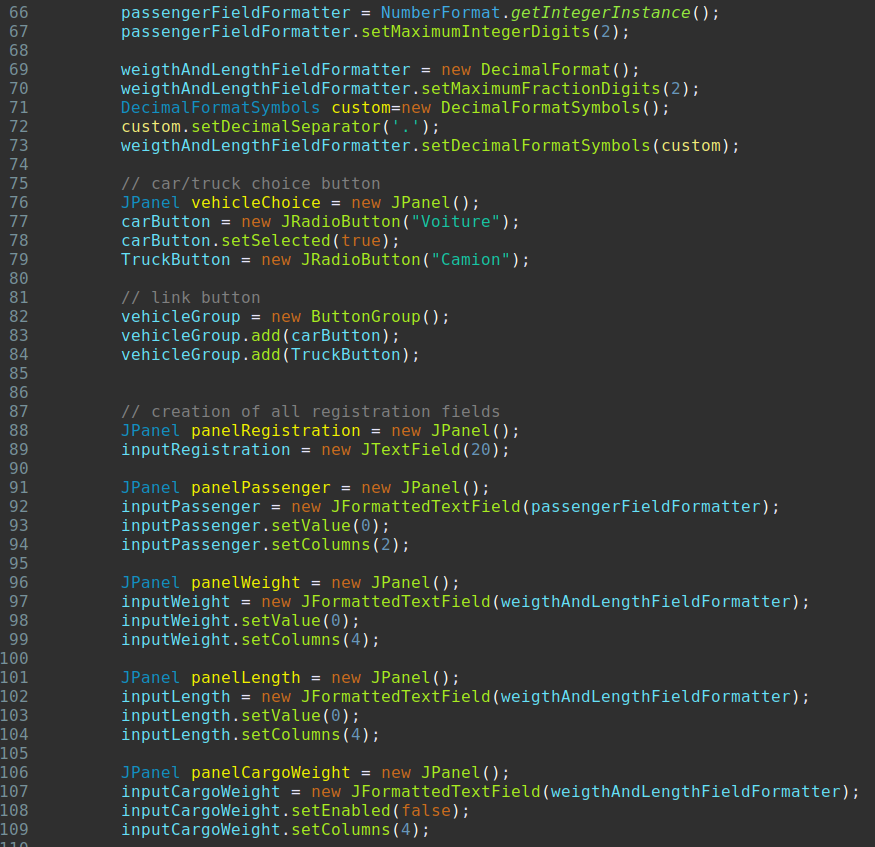 66 passengerFieldFormatter = NumberFormat.getIntegerInstance();
67 passengerFieldFormatter.setMaximumIntegerDigits(2);
68
69 weigthAndLengthFieldFormatter = new DecimalFormat();
70 weigthAndLengthFieldFormatter.setMaximumFractionDigits(2);
71 DecimalFormatSymbols custom=new DecimalFormatSymbols();
72 custom.setDecimalSeparator('.');
73 weigthAndLengthFieldFormatter.setDecimalFormatSymbols(custom);
74
75 // car/truck choice button
76 JPanel vehicleChoice = new JPanel();
77 carButton = new JRadioButton("Voiture");
78 carButton.setSelected(true);
79 TruckButton = new JRadioButton("Camion");
80
81 // link button
82 vehicleGroup = new ButtonGroup();
83 vehicleGroup.add(carButton);
84 vehicleGroup.add(TruckButton);
85
86
87 // creation of all registration fields
88 JPanel panelRegistration = new JPanel();
89 inputRegistration = new JTextField(20);
90
91 JPanel panelPassenger = new JPanel();
92 inputPassenger = new JFormattedTextField(passengerFieldFormatter);
93 inputPassenger.setValue(0);
94 inputPassenger.setColumns(2);
95
96 JPanel panelWeight = new JPanel();
97 inputWeight = new JFormattedTextField(weigthAndLengthFieldFormatter);
98 inputWeight.setValue(0);
99 inputWeight.setColumns(4);
100
101 JPanel panelLength = new JPanel();
102 inputLength = new JFormattedTextField(weigthAndLengthFieldFormatter);
103 inputLength.setValue(0);
104 inputLength.setColumns(4);
105
106 JPanel panelCargoWeight = new JPanel();
107 inputCargoWeight = new JFormattedTextField(weigthAndLengthFieldFormatter);
108 inputCargoWeight.setEnabled(false);
109 inputCargoWeight.setColumns(4);